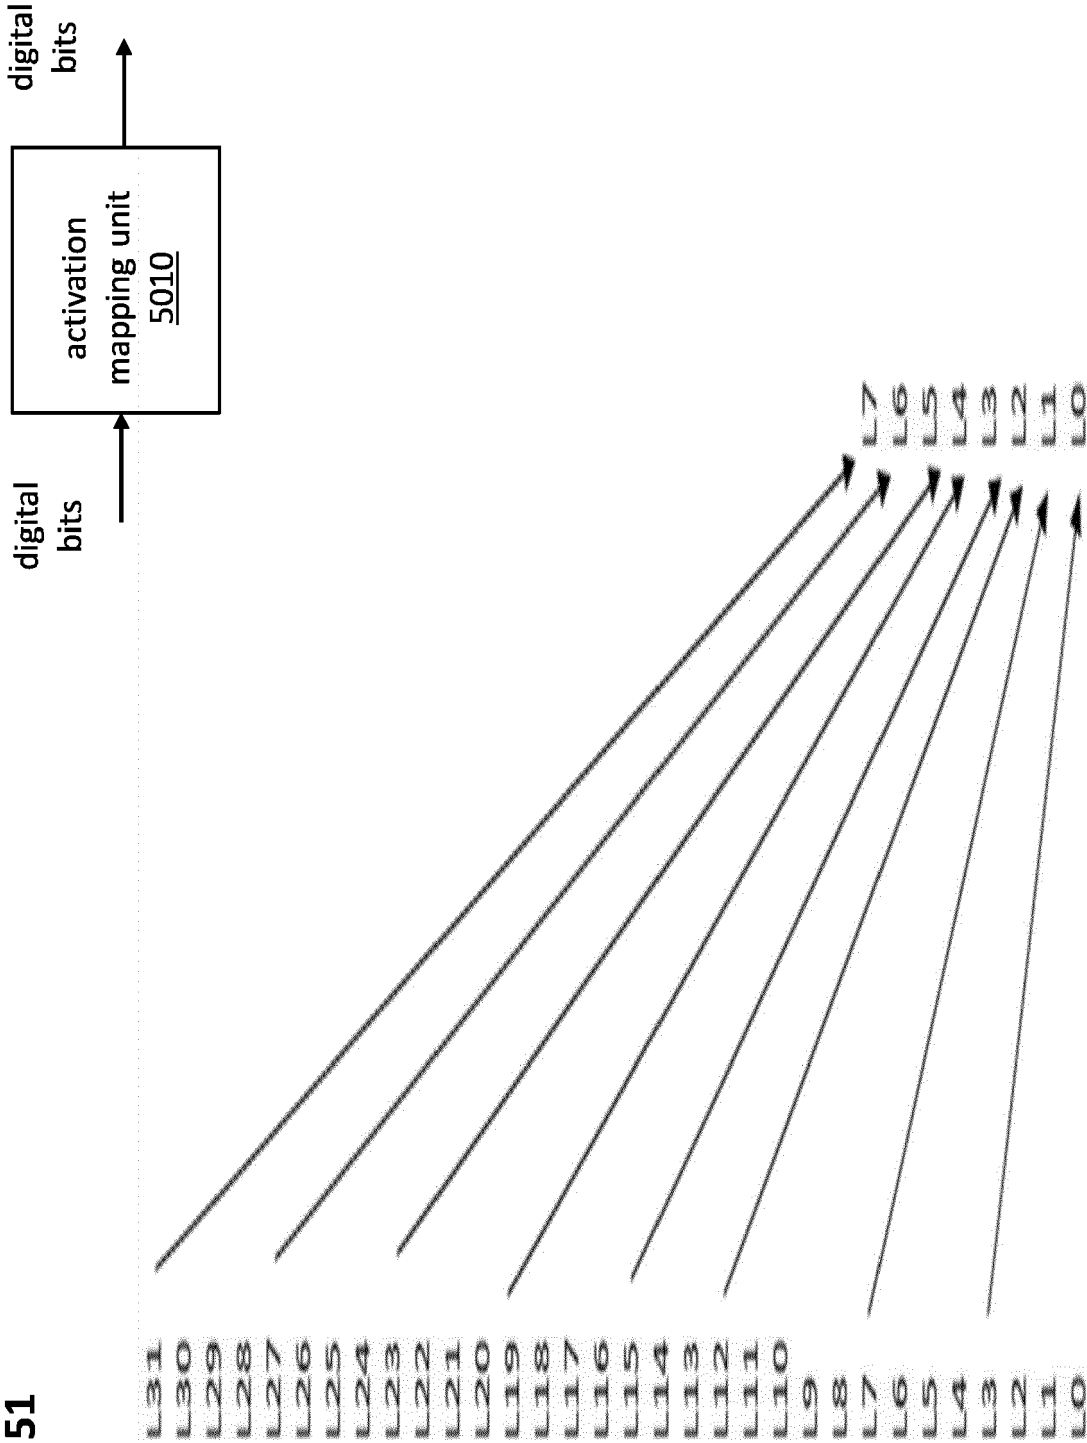 51
L31
L30
L29
L28
L27
L26
L25
L24
L23
L22
L21
L20
L19
L18
L17
L16
L15
L14
L13
L12
L11
L10
L9
L8
L7
L6
L5
L4
L3
L2
L1
L0
L7
L6
L5
L4
L3
L2
L1
L0
digital
bits
activation
mapping unit
5010
digital
bits